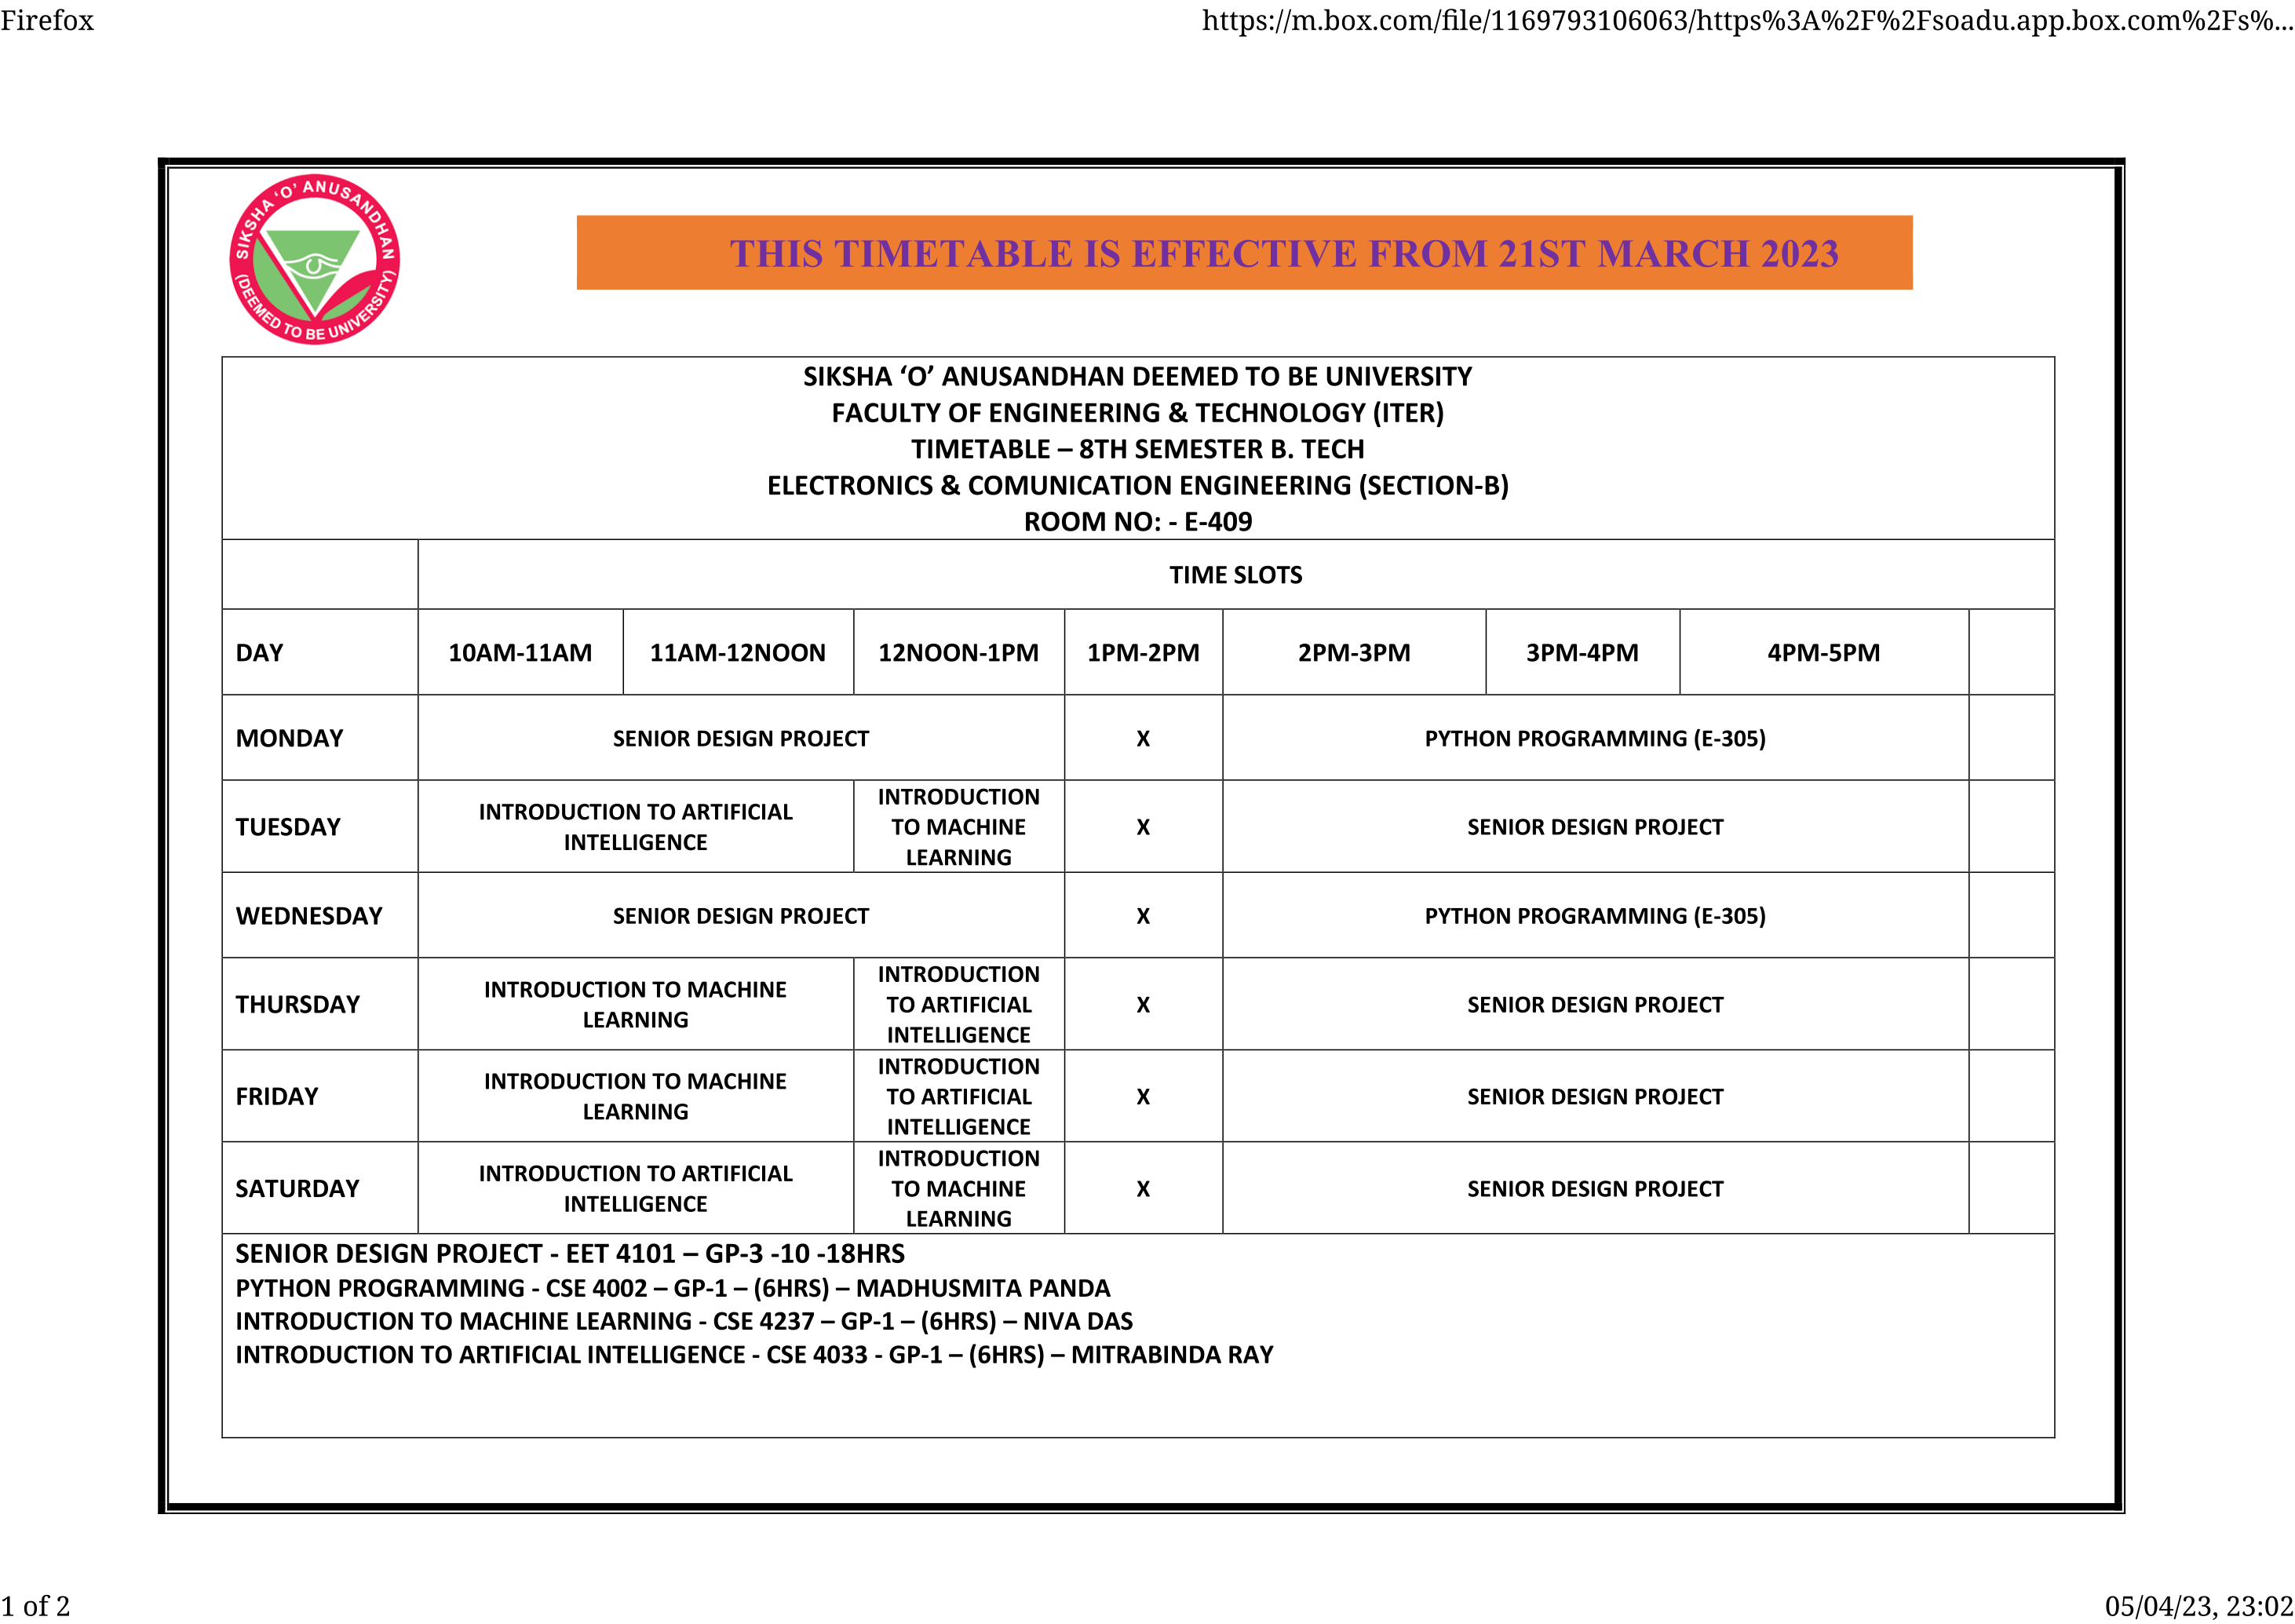 Firefox
https://m.box.com/file/1169793106063/https%3A%2F%2Fsoadu.app.box.com%2Fs%...
SIKSHA 'O' ANUSANDHAN
(DEEMED TO BE UNIVERSITY)
THIS TIMETABLE IS EFFECTIVE FROM 21ST MARCH 2023
SIKSHA ‘O’ ANUSANDHAN DEEMED TO BE UNIVERSITY
FACULTY OF ENGINEERING & TECHNOLOGY (ITER)
TIMETABLE – 8TH SEMESTER B. TECH
ELECTRONICS & COMUNICATION ENGINEERING (SECTION-B)
ROOM NO: - E-409
TIME SLOTS
DAY 10AM-11AM 11AM-12NOON 12NOON-1PM 1PM-2PM 2PM-3PM 3PM-4PM 4PM-5PM
MONDAY SENIOR DESIGN PROJECT X PYTHON PROGRAMMING (E-305)
TUESDAY
INTRODUCTION TO ARTIFICIAL
INTELLIGENCE
INTRODUCTION
TO MACHINE
LEARNING
X
SENIOR DESIGN PROJECT
WEDNESDAY SENIOR DESIGN PROJECT X PYTHON PROGRAMMING (E-305)
THURSDAY
INTRODUCTION TO MACHINE
LEARNING
INTRODUCTION
TO ARTIFICIAL
INTELLIGENCE
X
SENIOR DESIGN PROJECT
FRIDAY
INTRODUCTION TO MACHINE
LEARNING
INTRODUCTION
TO ARTIFICIAL
INTELLIGENCE
X
SENIOR DESIGN PROJECT
SATURDAY
INTRODUCTION TO ARTIFICIAL
INTELLIGENCE
INTRODUCTION
TO MACHINE
LEARNING
X
SENIOR DESIGN PROJECT
SENIOR DESIGN PROJECT - EET 4101 – GP-3 -10 -18HRS
PYTHON PROGRAMMING - CSE 4002 – GP-1 – (6HRS) – MADHUSMITA PANDA
INTRODUCTION TO MACHINE LEARNING - CSE 4237 – GP-1 – (6HRS) – NIVA DAS
INTRODUCTION TO ARTIFICIAL INTELLIGENCE - CSE 4033 - GP-1 – (6HRS) – MITRABINDA RAY
1 of 2
05/04/23, 23:02